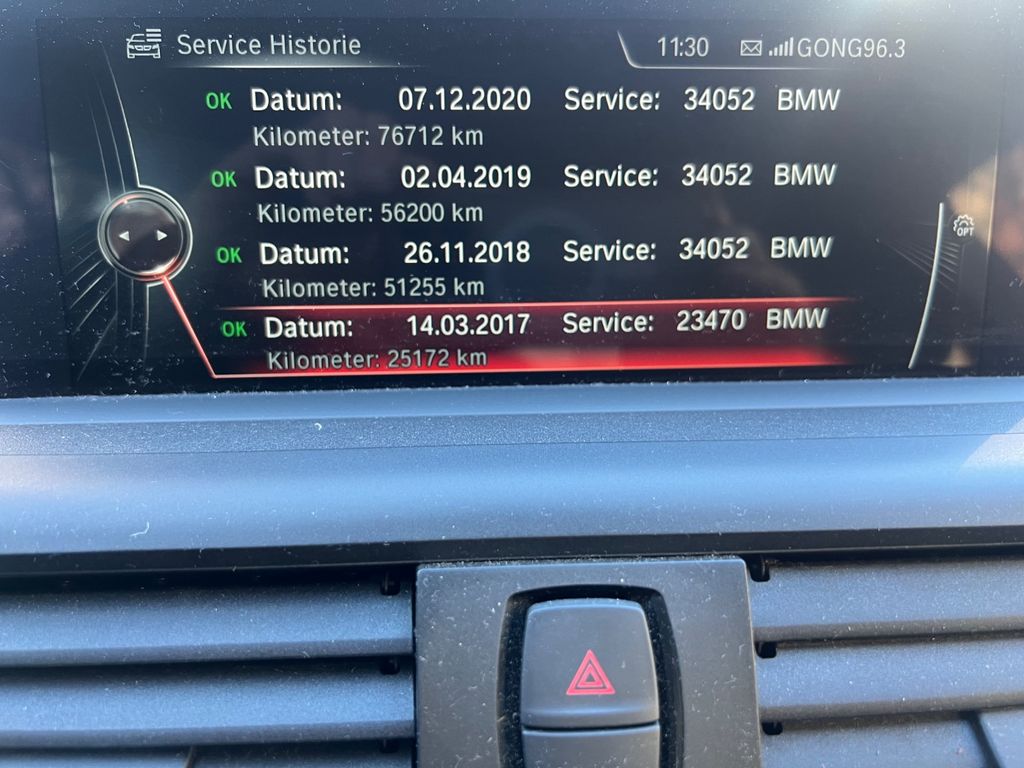 Service Historie 11:30 GONG96.3
OK Datum: 07.12.2020 Service: 34052 BMW
Kilometer: 76712 km
OK Datum: 02.04.2019 Service: 34052 BMW
Kilometer: 56200 km
OK Datum: 26.11.2018 Service: 34052 BMW
Kilometer: 51255 km
OPT
OK Datum: 14.03.2017 Service: 23470 BMW
Kilometer: 25172 km